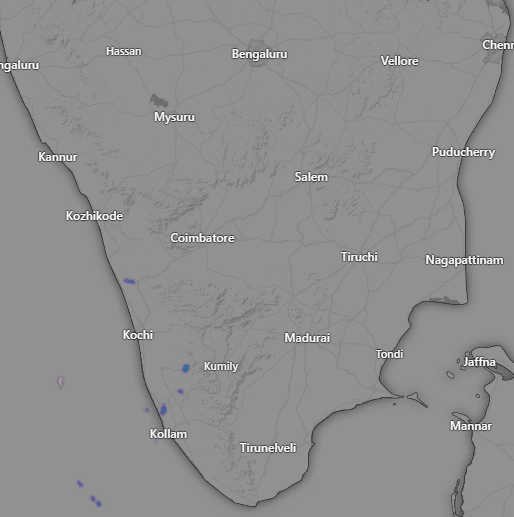 Hassan
Bengaluru
Chenn
ngaluru
Vellore
Mysuru
Kannur
Puducherry
Salem
Kozhikode
Coimbatore
Tiruchi
Nagapattinam
Kochi
Madurai
Tondi
Kumily
Jaffna
Mannar
Kollam
Tirunelveli